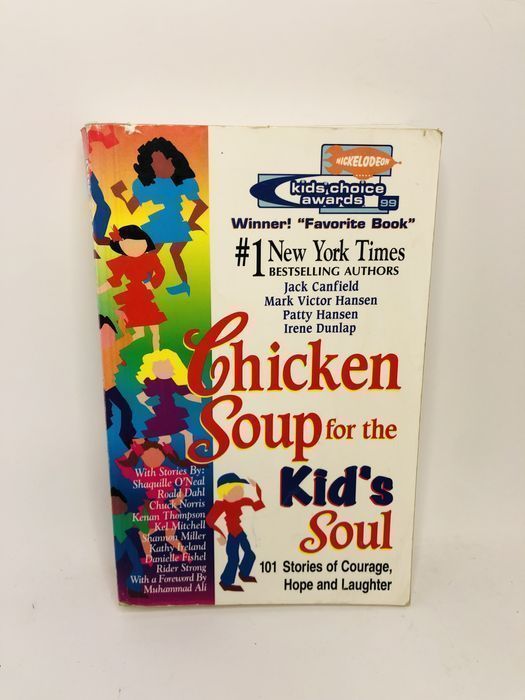 NICKELODEON
kids' choice
awards 99
Winner! "Favorite Book"
#1 New York Times
BESTSELLING AUTHORS
Jack Canfield
Mark Victor Hansen
Patty Hansen
Irene Dunlap
Chicken
Soup for the
Kid's
Soul
101 Stories of Courage,
Hope and Laughter
With Stories By:
Shaquille O'Neal
Roald Dahl
Chuck Norris
Kenan Thompson
Kel Mitchell
Shannon Miller
Kathy Ireland
Danielle Fishel
Rider Strong
With a Foreword By
Muhammad Ali